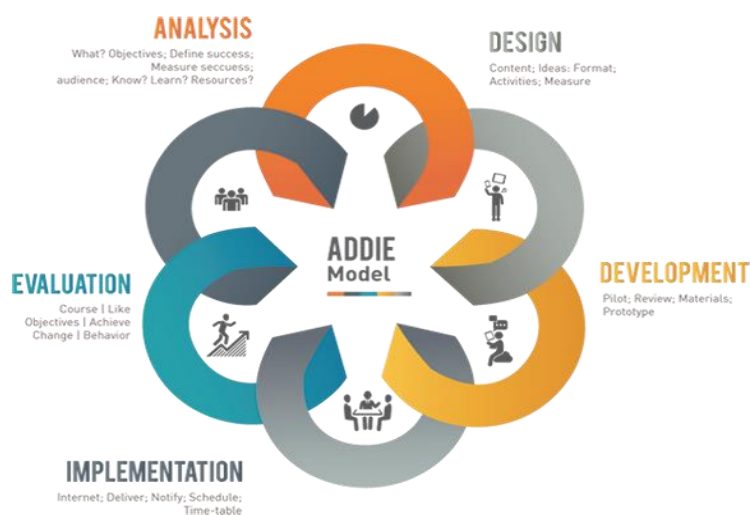 ANALYSIS
What? Objectives; Define success;
Measure seccuess;
audience; Know? Learn? Resources?
DESIGN
Content; Ideas: Format;
Activities; Measure
ADDIE
Model
EVALUATION
Course | Like
Objectives | Achieve
Change | Behavior
DEVELOPMENT
Pilot; Review; Materials;
Prototype
IMPLEMENTATION
Internet; Deliver; Notify; Schedule;
Time-table